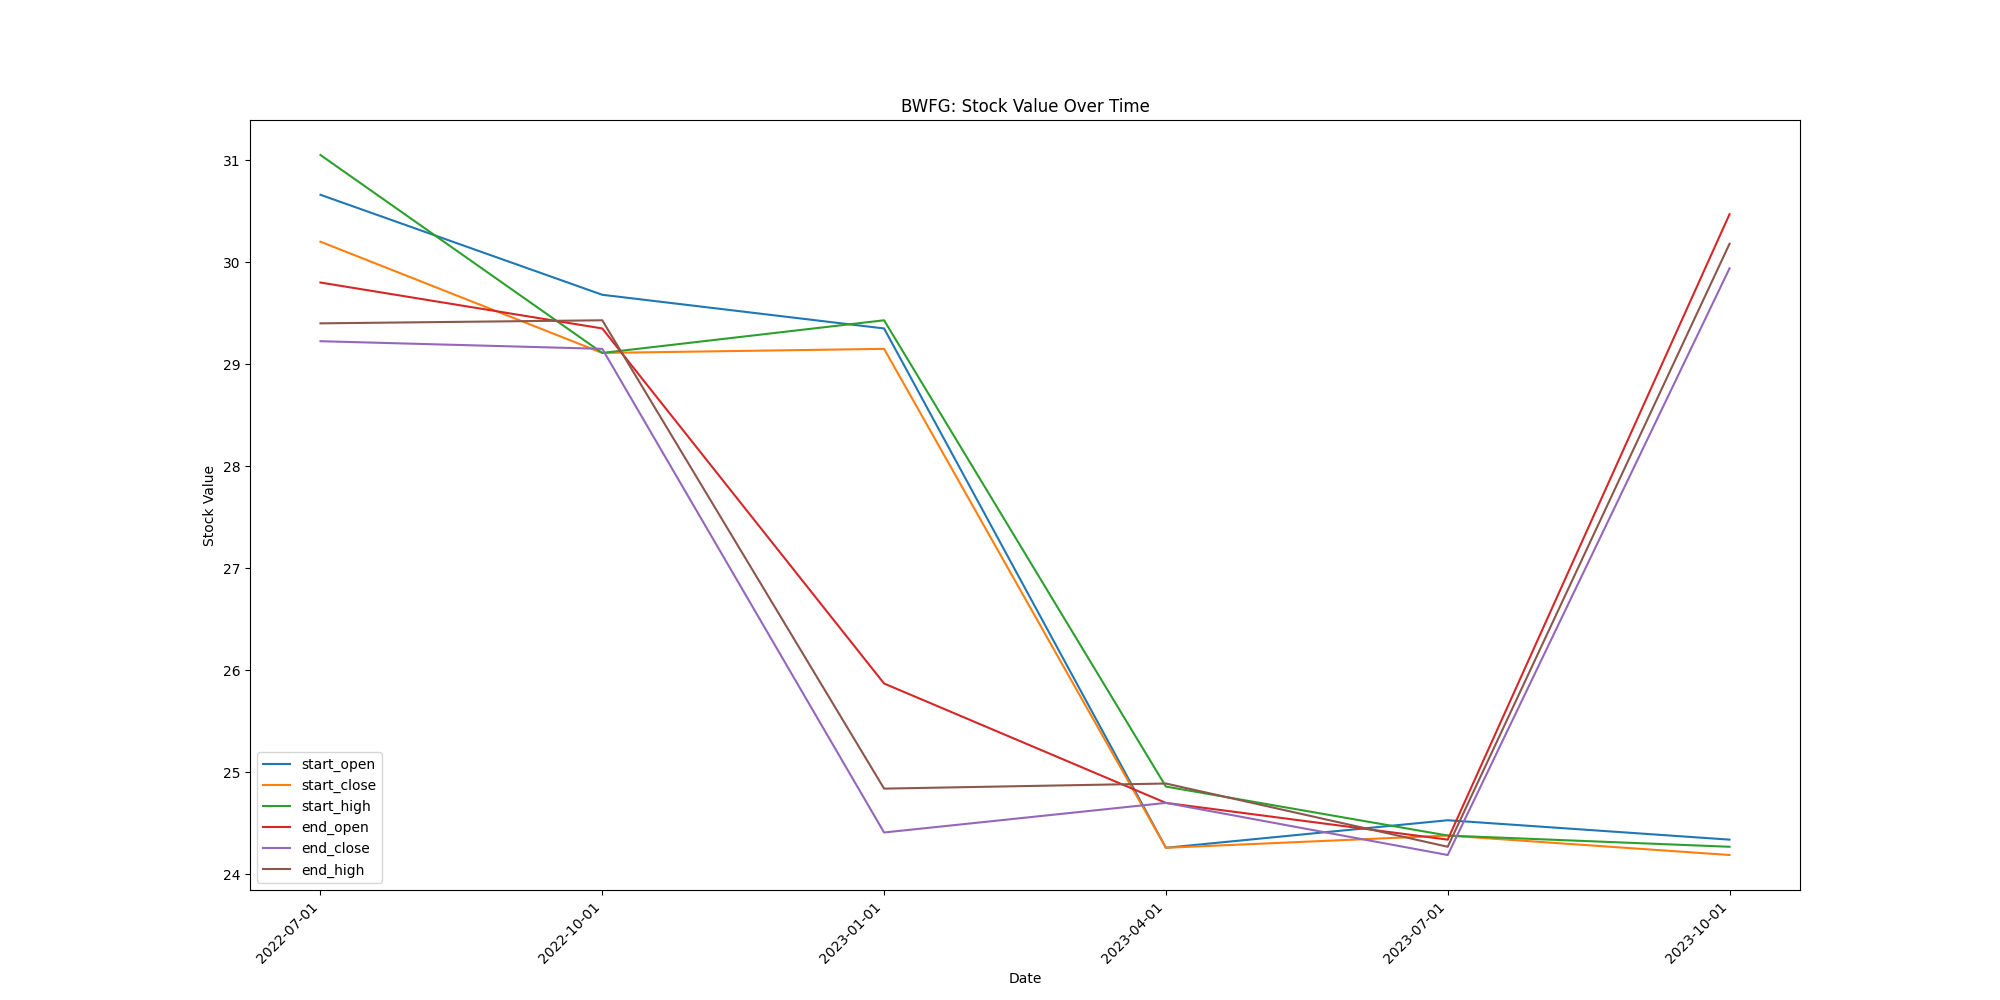 BWFG: Stock Value Over Time
31
30
29
28
27
26
25
24
Stock Value
start_open
start_close
start_high
end_open
end_close
end_high
2022-07-01
2022-10-01
2023-01-01
2023-04-01
2023-07-01
2023-10-01
Date